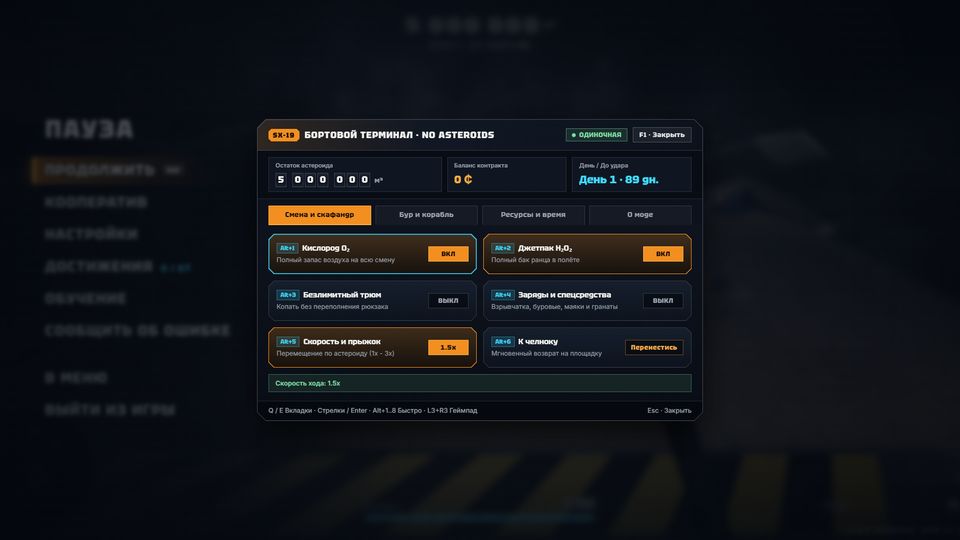 5 000 000
ПАУЗА
ПРОДОЛЖИТЬ
КООПЕРАТИВ
НАСТРОЙКИ
ДОСТИЖЕНИЯ
ОБУЧЕНИЕ
СООБЩИТЬ ОБ ОШИБКЕ
В МЕНЮ
ВЫЙТИ ИЗ ИГРЫ
SX-19 БОРТОВОЙ ТЕРМИНАЛ · NO ASTEROIDS
ОДИНОЧНАЯ
F1 · Закрыть
Остаток астероида
5 000 000 м³
Баланс контракта
0 ₵
День / До удара
День 1 · 89 дн.
Смена и скафандр
Бур и корабль
Ресурсы и время
О моде
Alt+1 Кислород O₂
Полный запас воздуха на всю смену
ВКЛ
Alt+2 Джетпак H₂O₂
Полный бак ранца в полёте
ВКЛ
Alt+3 Безлимитный трюм
Копать без переполнения рюкзака
ВЫКЛ
Alt+4 Заряды и спецсредства
Взрывчатка, буровые, маяки и гранаты
ВЫКЛ
Alt+5 Скорость и прыжок
Перемещение по астероиду (1x - 3x)
1.5x
Alt+6 К челноку
Мгновенный возврат на площадку
Перенестись
Скорость хода: 1.5x
Q / E Вкладки · Стрелки / Enter · Alt+1..8 Быстро · L3+R3 Геймпад
Esc · Закрыть